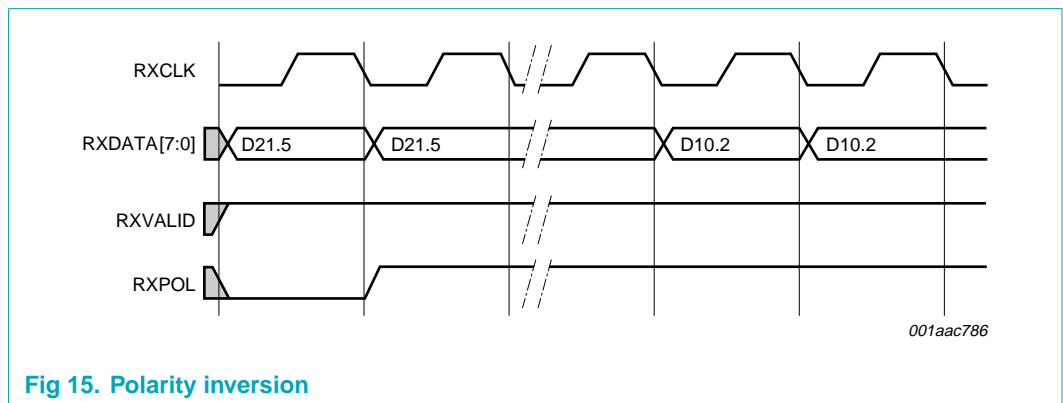 RXCLK
RXDATA[7:0] D21.5 D21.5 D10.2 D10.2
RXVALID
RXPOL
001aac786
Fig 15. Polarity inversion